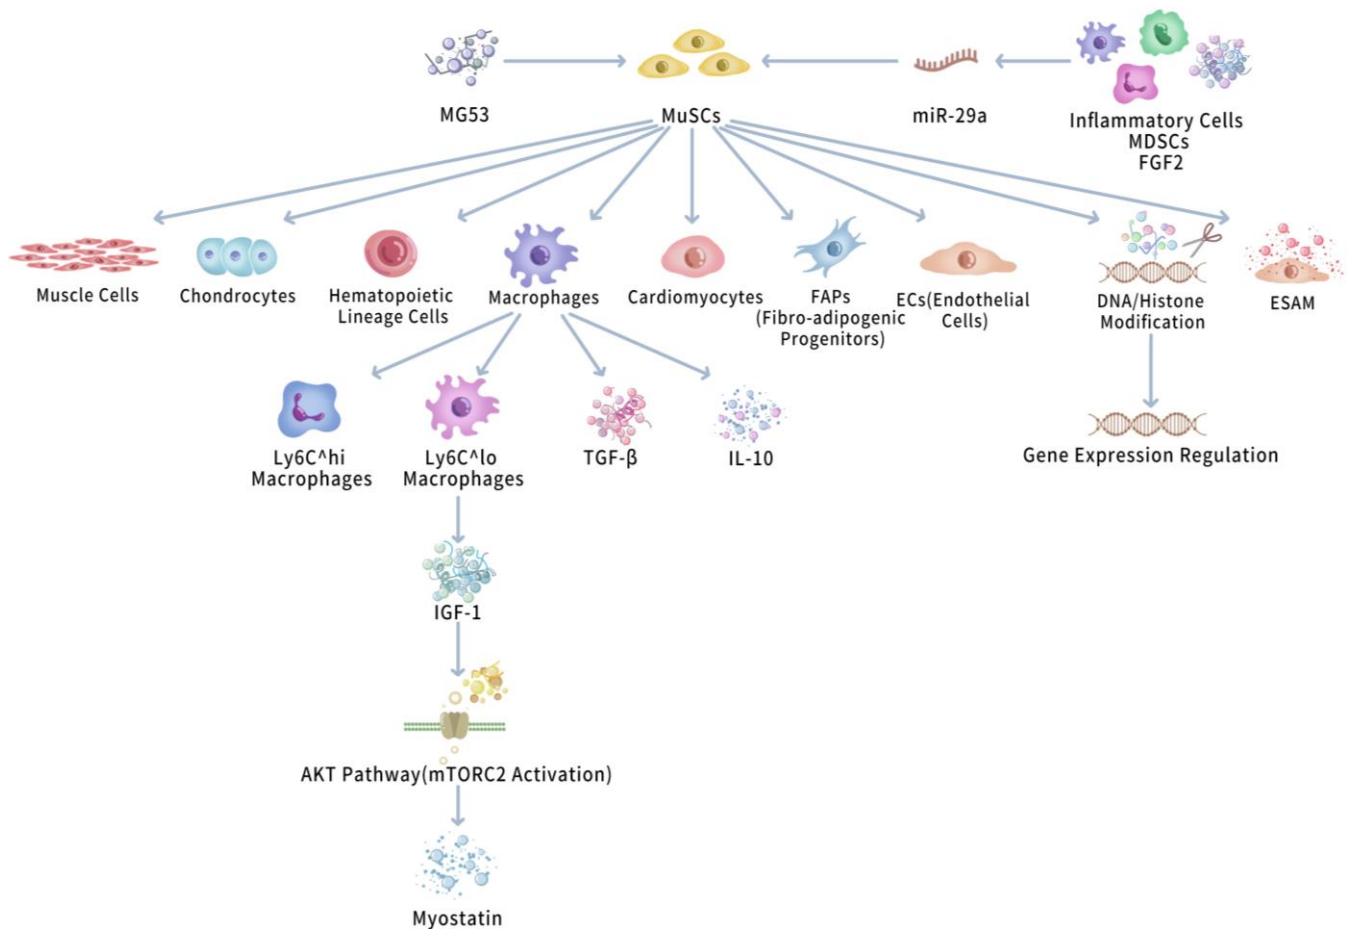 MG53
MuSCs
miR-29a
Inflammatory Cells
MDSCs
FGF2
Muscle Cells
Chondrocytes
Hematopoietic
Lineage Cells
Macrophages
Cardiomyocytes
FAPs
(Fibro-adipogenic
Progenitors)
ECs(Endothelial
Cells)
DNA/Histone
Modification
ESAM
Ly6C^hi
Macrophages
Ly6C^lo
Macrophages
TGF-β
IL-10
Gene Expression Regulation
IGF-1
AKT Pathway(mTORC2 Activation)
Myostatin